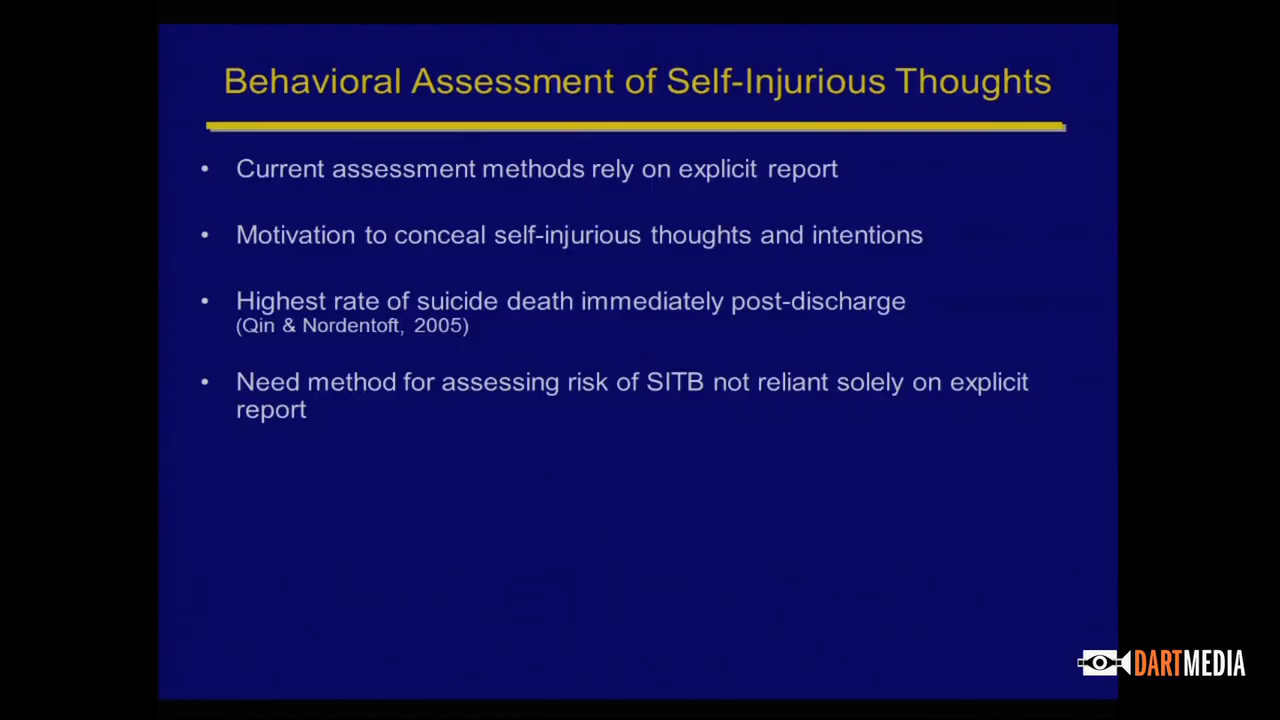 Behavioral Assessment of Self-Injurious Thoughts
• Current assessment methods rely on explicit report
• Motivation to conceal self-injurious thoughts and intentions
• Highest rate of suicide death immediately post-discharge
(Qin & Nordentoft, 2005)
• Need method for assessing risk of SITB not reliant solely on explicit
report
DARTMEDIA